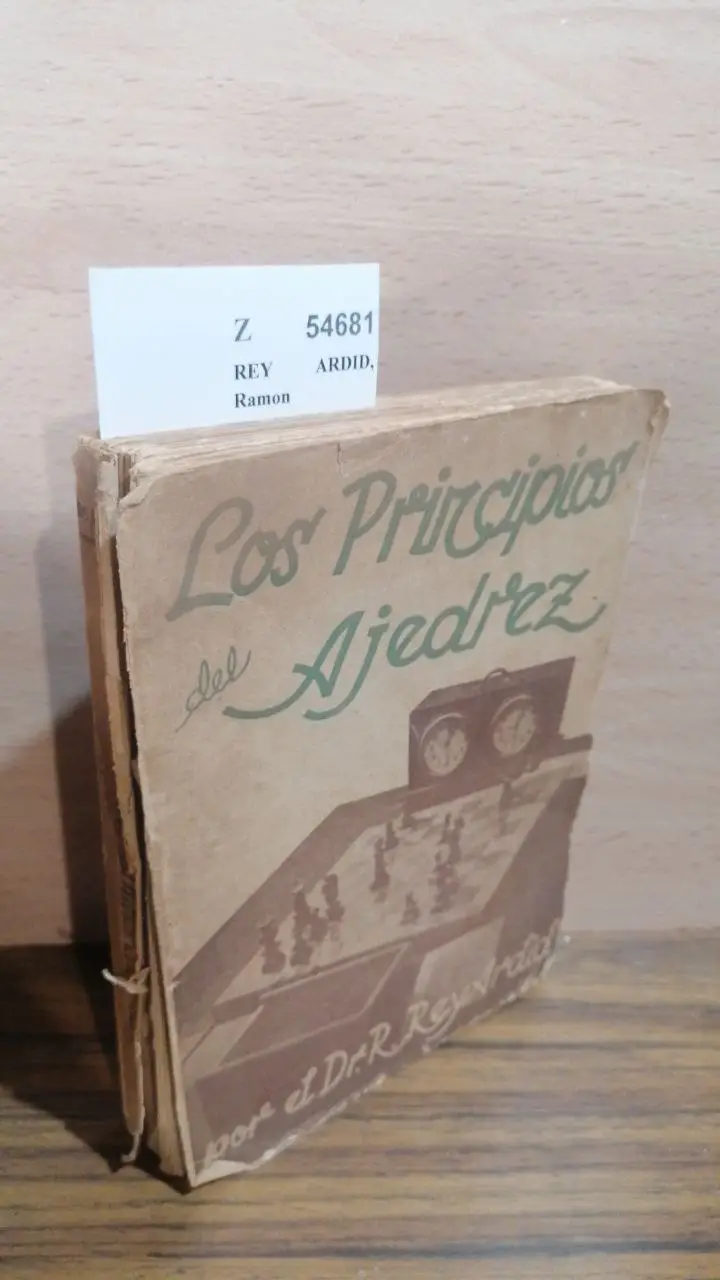 Z 54681
REY ARDID,
Ramon
Los Principios
del Ajedrez
por el Dr. R. Rey Ardid